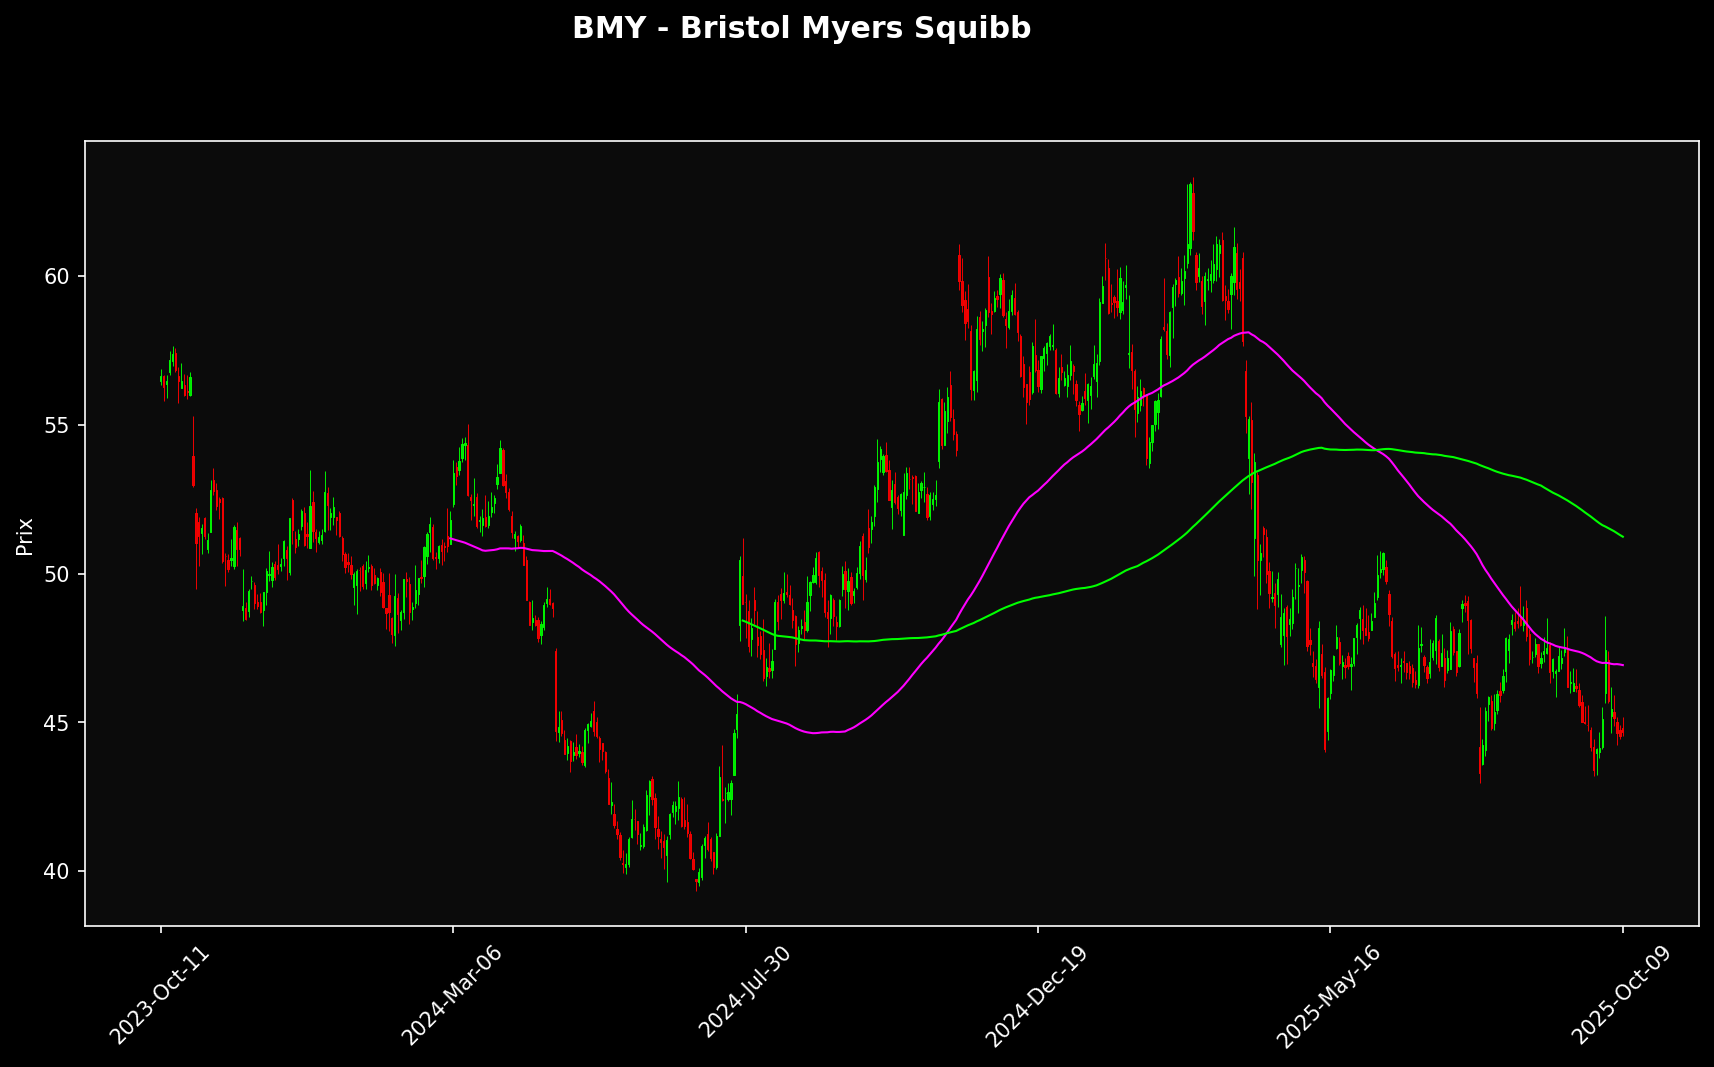 BMY - Bristol Myers Squibb
Prix
60
55
50
45
40
2023-Oct-11
2024-Mar-06
2024-Jul-30
2024-Dec-19
2025-May-16
2025-Oct-09